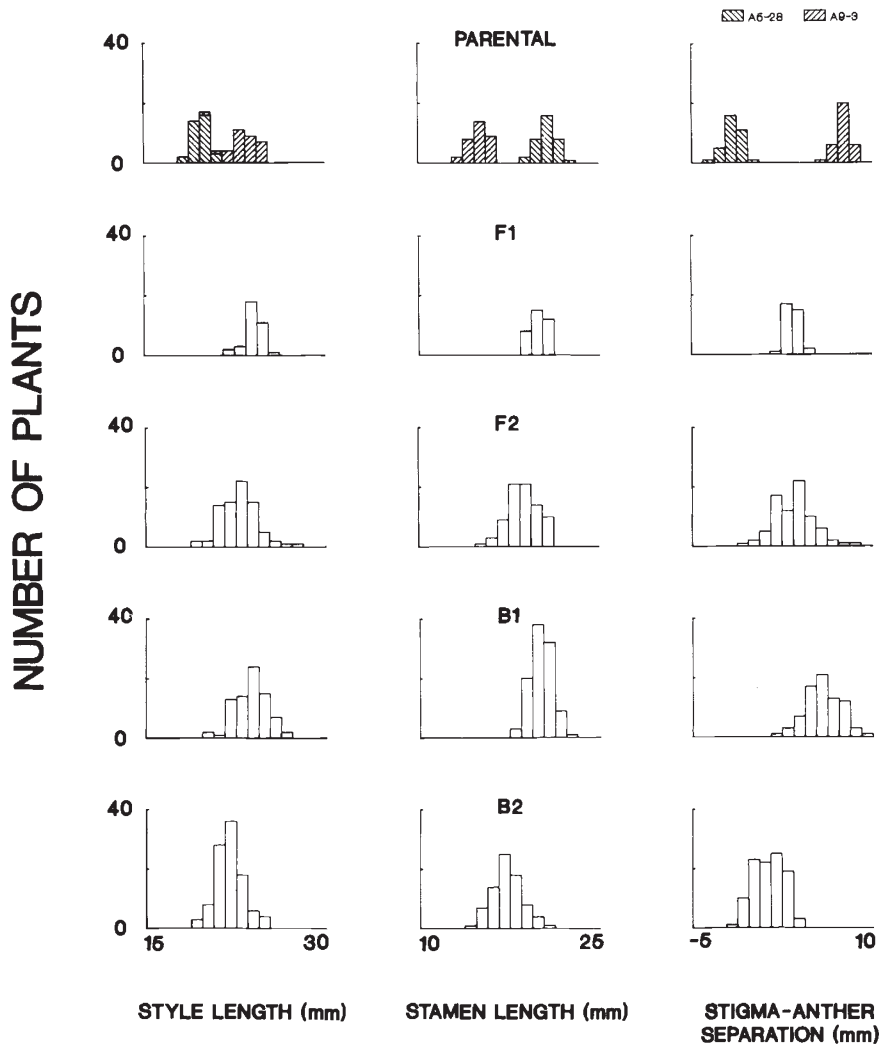 A6-28 A9-3
40 PARENTAL
0
40 F1
0
40 F2
0
40 B1
0
40 B2
0
15 30 10 25 -5 10
NUMBER OF PLANTS
STYLE LENGTH (mm) STAMEN LENGTH (mm) STIGMA-ANTHER
SEPARATION (mm)